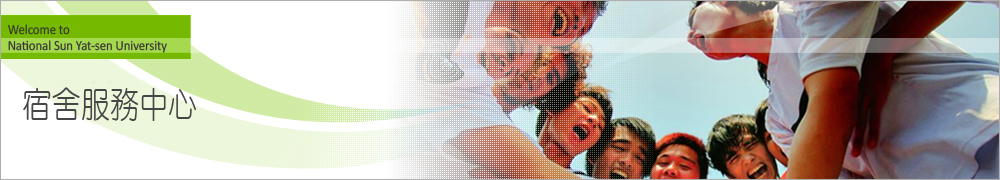 Welcome to
National Sun Yat-sen University
宿舍服務中心